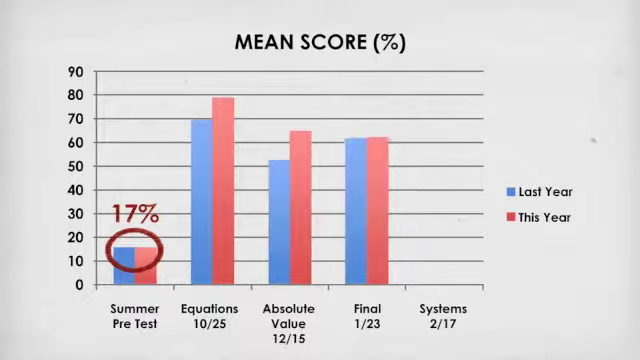 MEAN SCORE (%)
90
80
70
60
50
40
30
20
10
0
17%
Last Year
This Year
Summer
Pre Test
Equations
10/25
Absolute
Value
12/15
Final
1/23
Systems
2/17